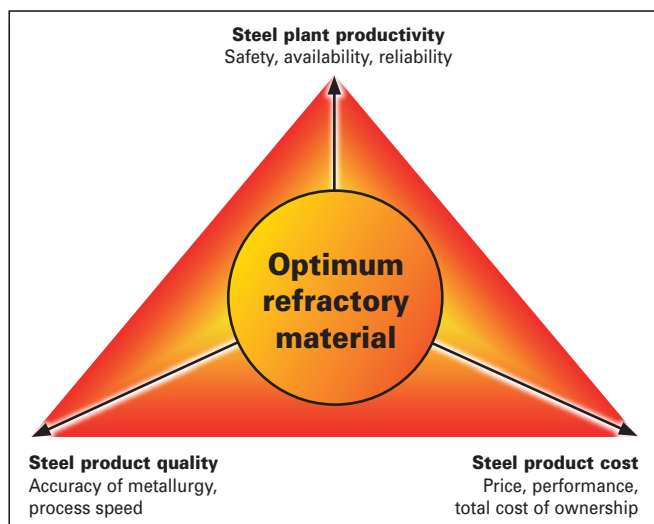 Steel plant productivity
Safety, availability, reliability
Optimum
refractory
material
Steel product quality
Accuracy of metallurgy,
process speed
Steel product cost
Price, performance,
total cost of ownership